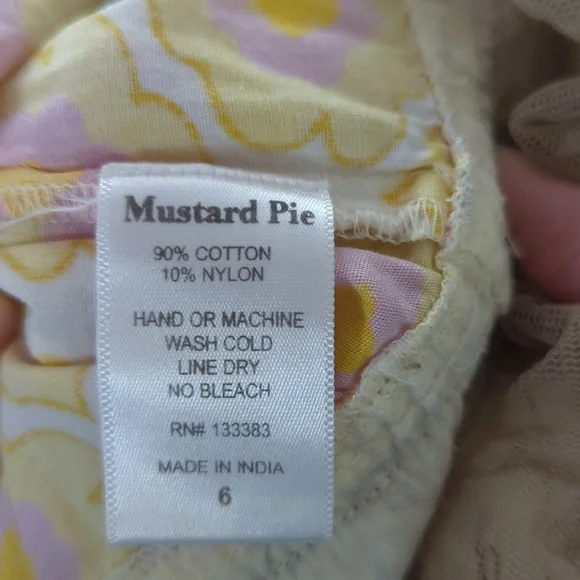 Mustard Pie
90% COTTON
10% NYLON
HAND OR MACHINE
WASH COLD
LINE DRY
NO BLEACH
RN# 133383
MADE IN INDIA
6